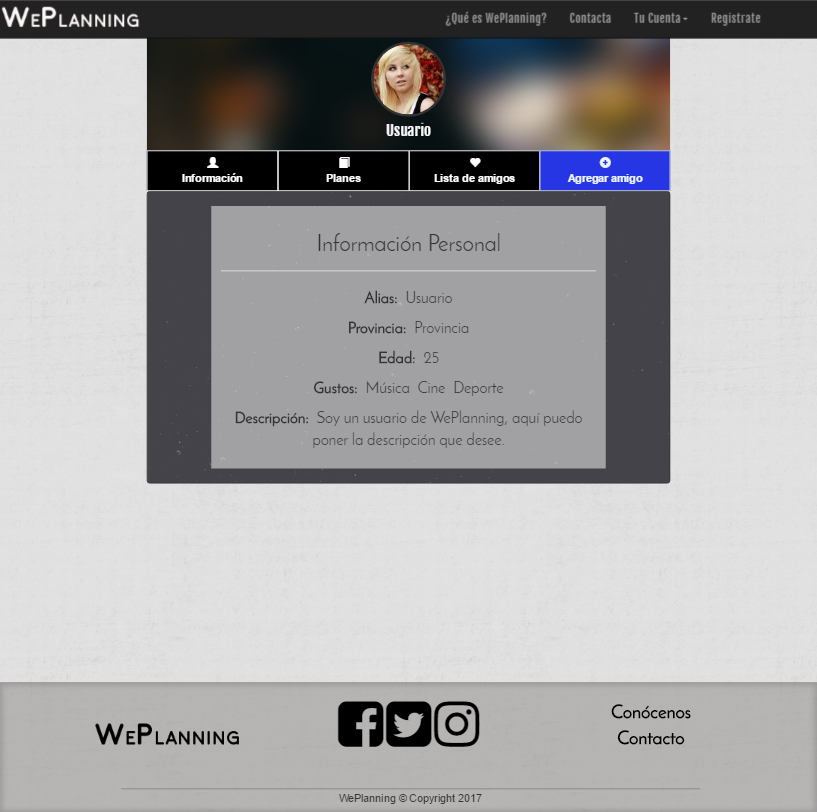 WePlanning
¿Qué es WePlanning? Contacta Tu Cuenta Registrate
Usuario
Información Planes Lista de amigos Agregar amigo
Información Personal
Alias: Usuario
Provincia: Provincia
Edad: 25
Gustos: Música Cine Deporte
Descripción: Soy un usuario de WePlanning, aquí puedo
poner la descripción que desee.
WePlanning
Conócenos
Contacto
WePlanning © Copyright 2017